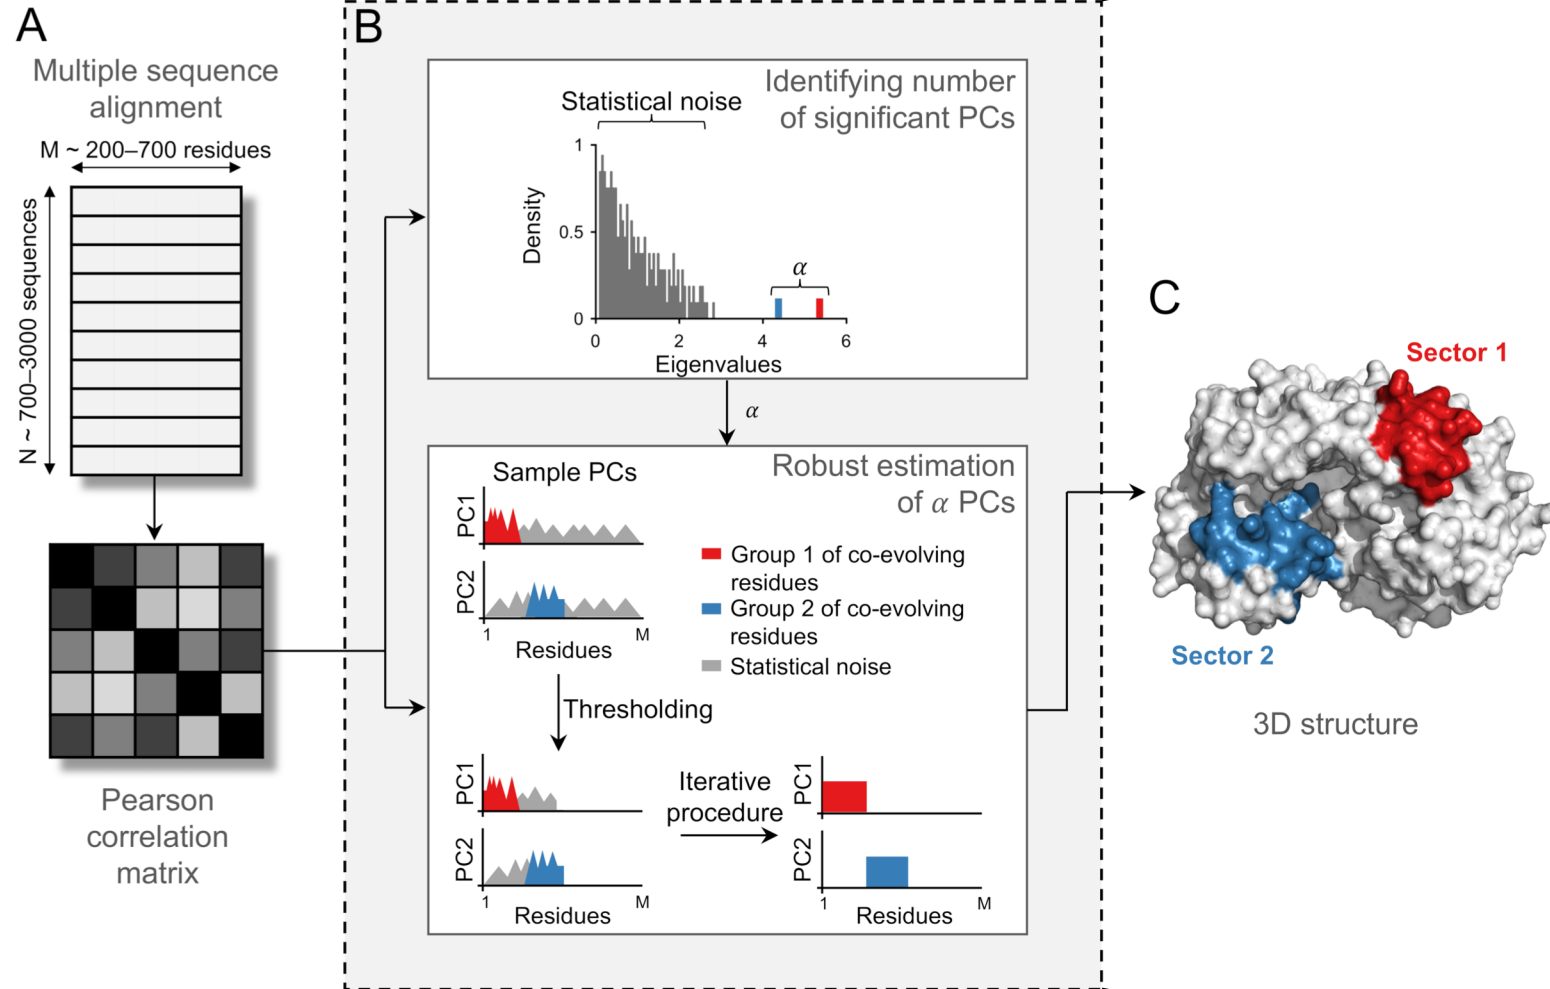 A
Multiple sequence
alignment
M ~ 200–700 residues
N ~ 700–3000 sequences
Pearson
correlation
matrix
B
Identifying number
of significant PCs
Statistical noise
1
0.5
0
Density
α
0 2 4 6
Eigenvalues
α
Robust estimation
of α PCs
Sample PCs
PC1
PC2
1 M
Residues
Group 1 of co-evolving
residues
Group 2 of co-evolving
residues
Statistical noise
Thresholding
PC1
PC2
1 M
Residues
Iterative
procedure
PC1
PC2
1 M
Residues
C
Sector 1
Sector 2
3D structure